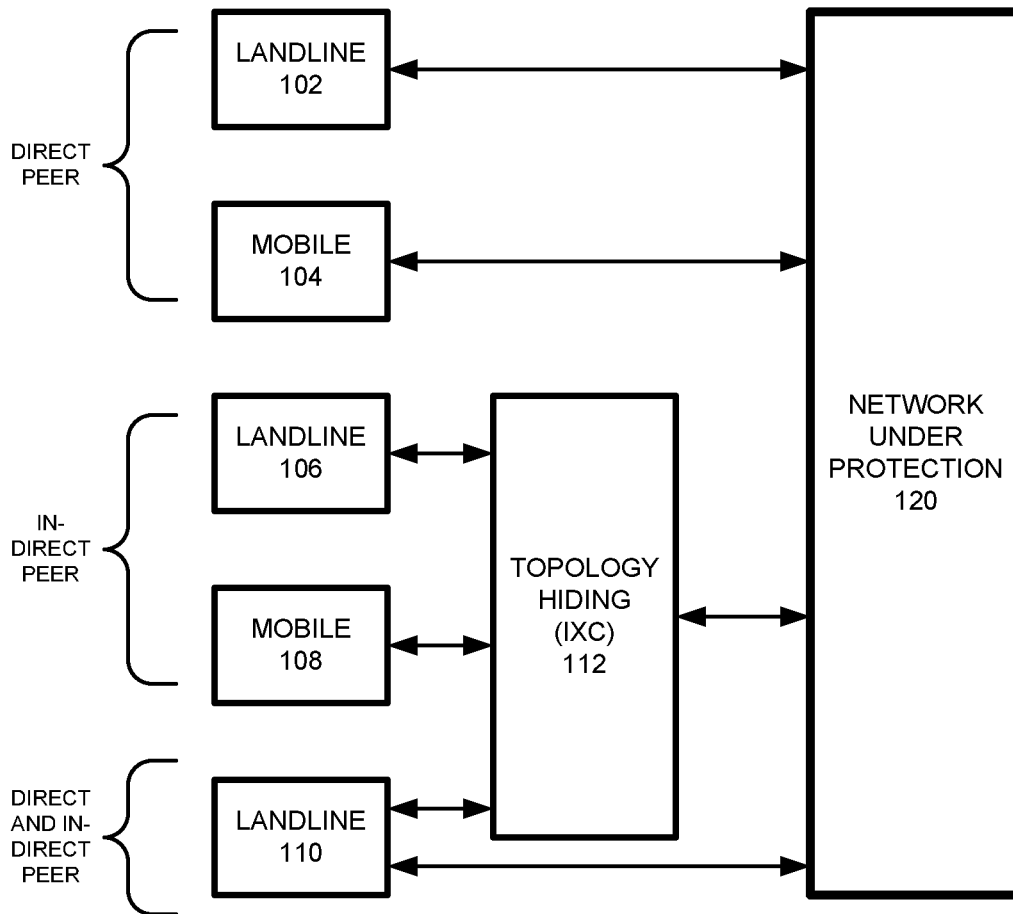 LANDLINE
102
DIRECT
PEER
MOBILE
104
LANDLINE
106
IN-
DIRECT
PEER
MOBILE
108
TOPOLOGY
HIDING
(IXC)
112
NETWORK
UNDER
PROTECTION
120
DIRECT
AND IN-
DIRECT
PEER
LANDLINE
110